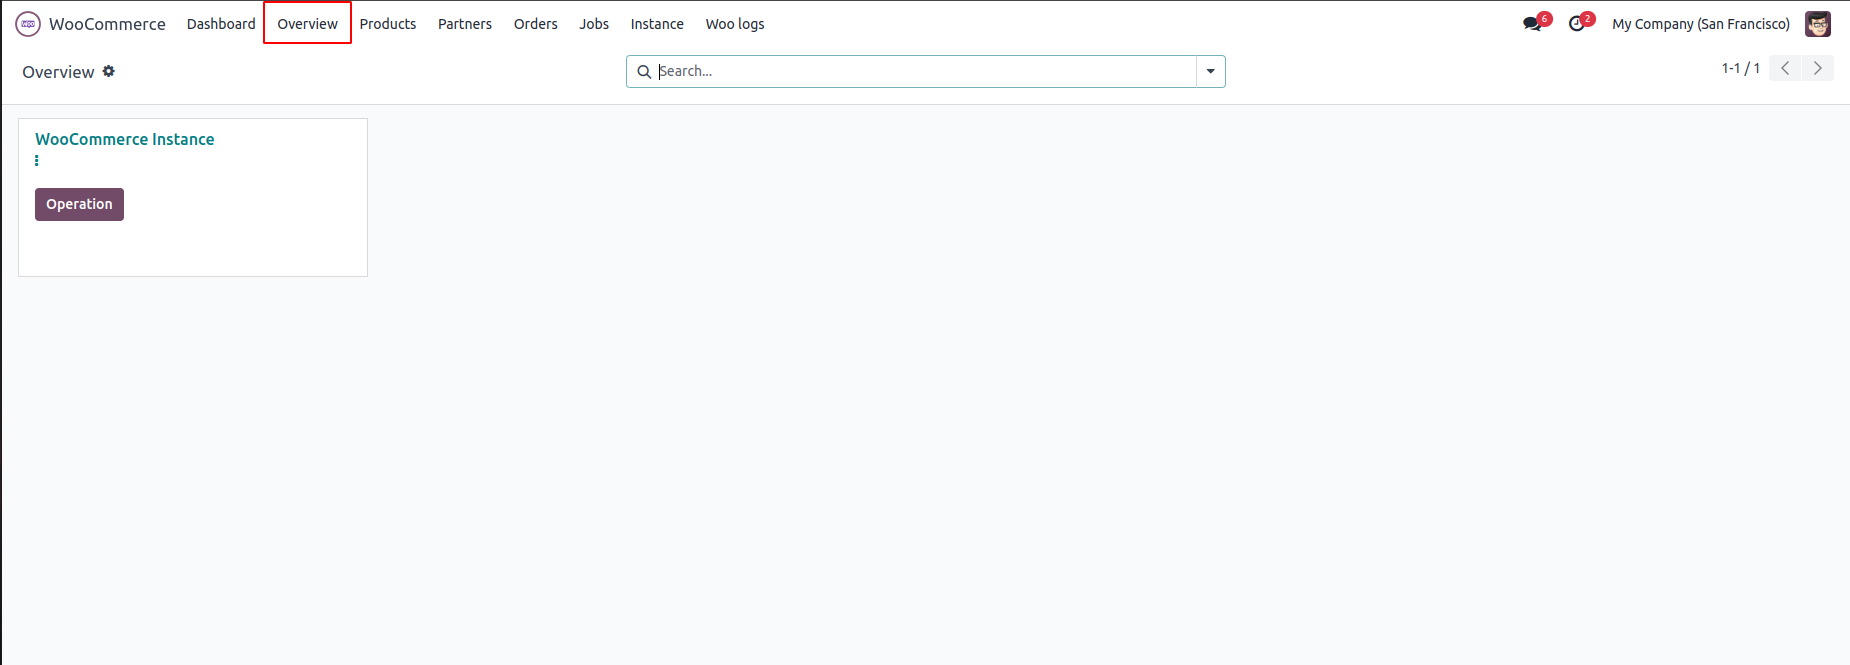 WooCommerce Dashboard Overview Products Partners Orders Jobs Instance Woo logs 6 2 My Company (San Francisco)
Overview Search... 1-1 / 1
WooCommerce Instance
Operation